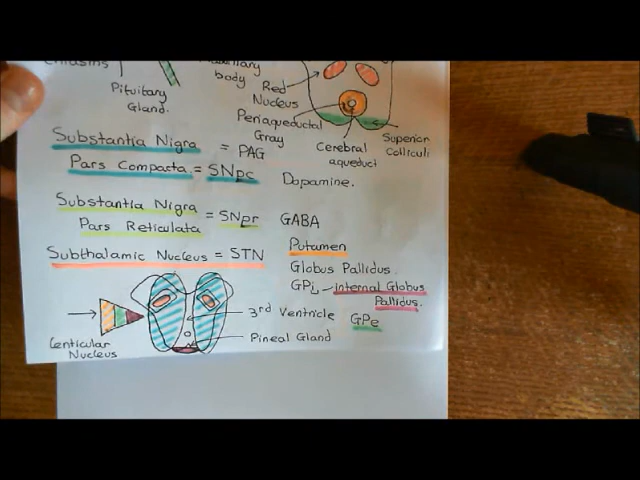 Pituitary
Gland.
body
Red
Nucleus
Periaqueductal
Gray
= PAG
Cerebral
aqueduct
Superior
Colliculi
Substantia Nigra
Pars Compacta = SNpc
Dopamine.
Substantia Nigra
Pars Reticulata
= SNpr
GABA
Subthalamic Nucleus = STN
Putamen
Globus Pallidus.
GPi - internal Globus
Pallidus.
GPe
3rd Ventricle
Pineal Gland
Lenticular
Nucleus